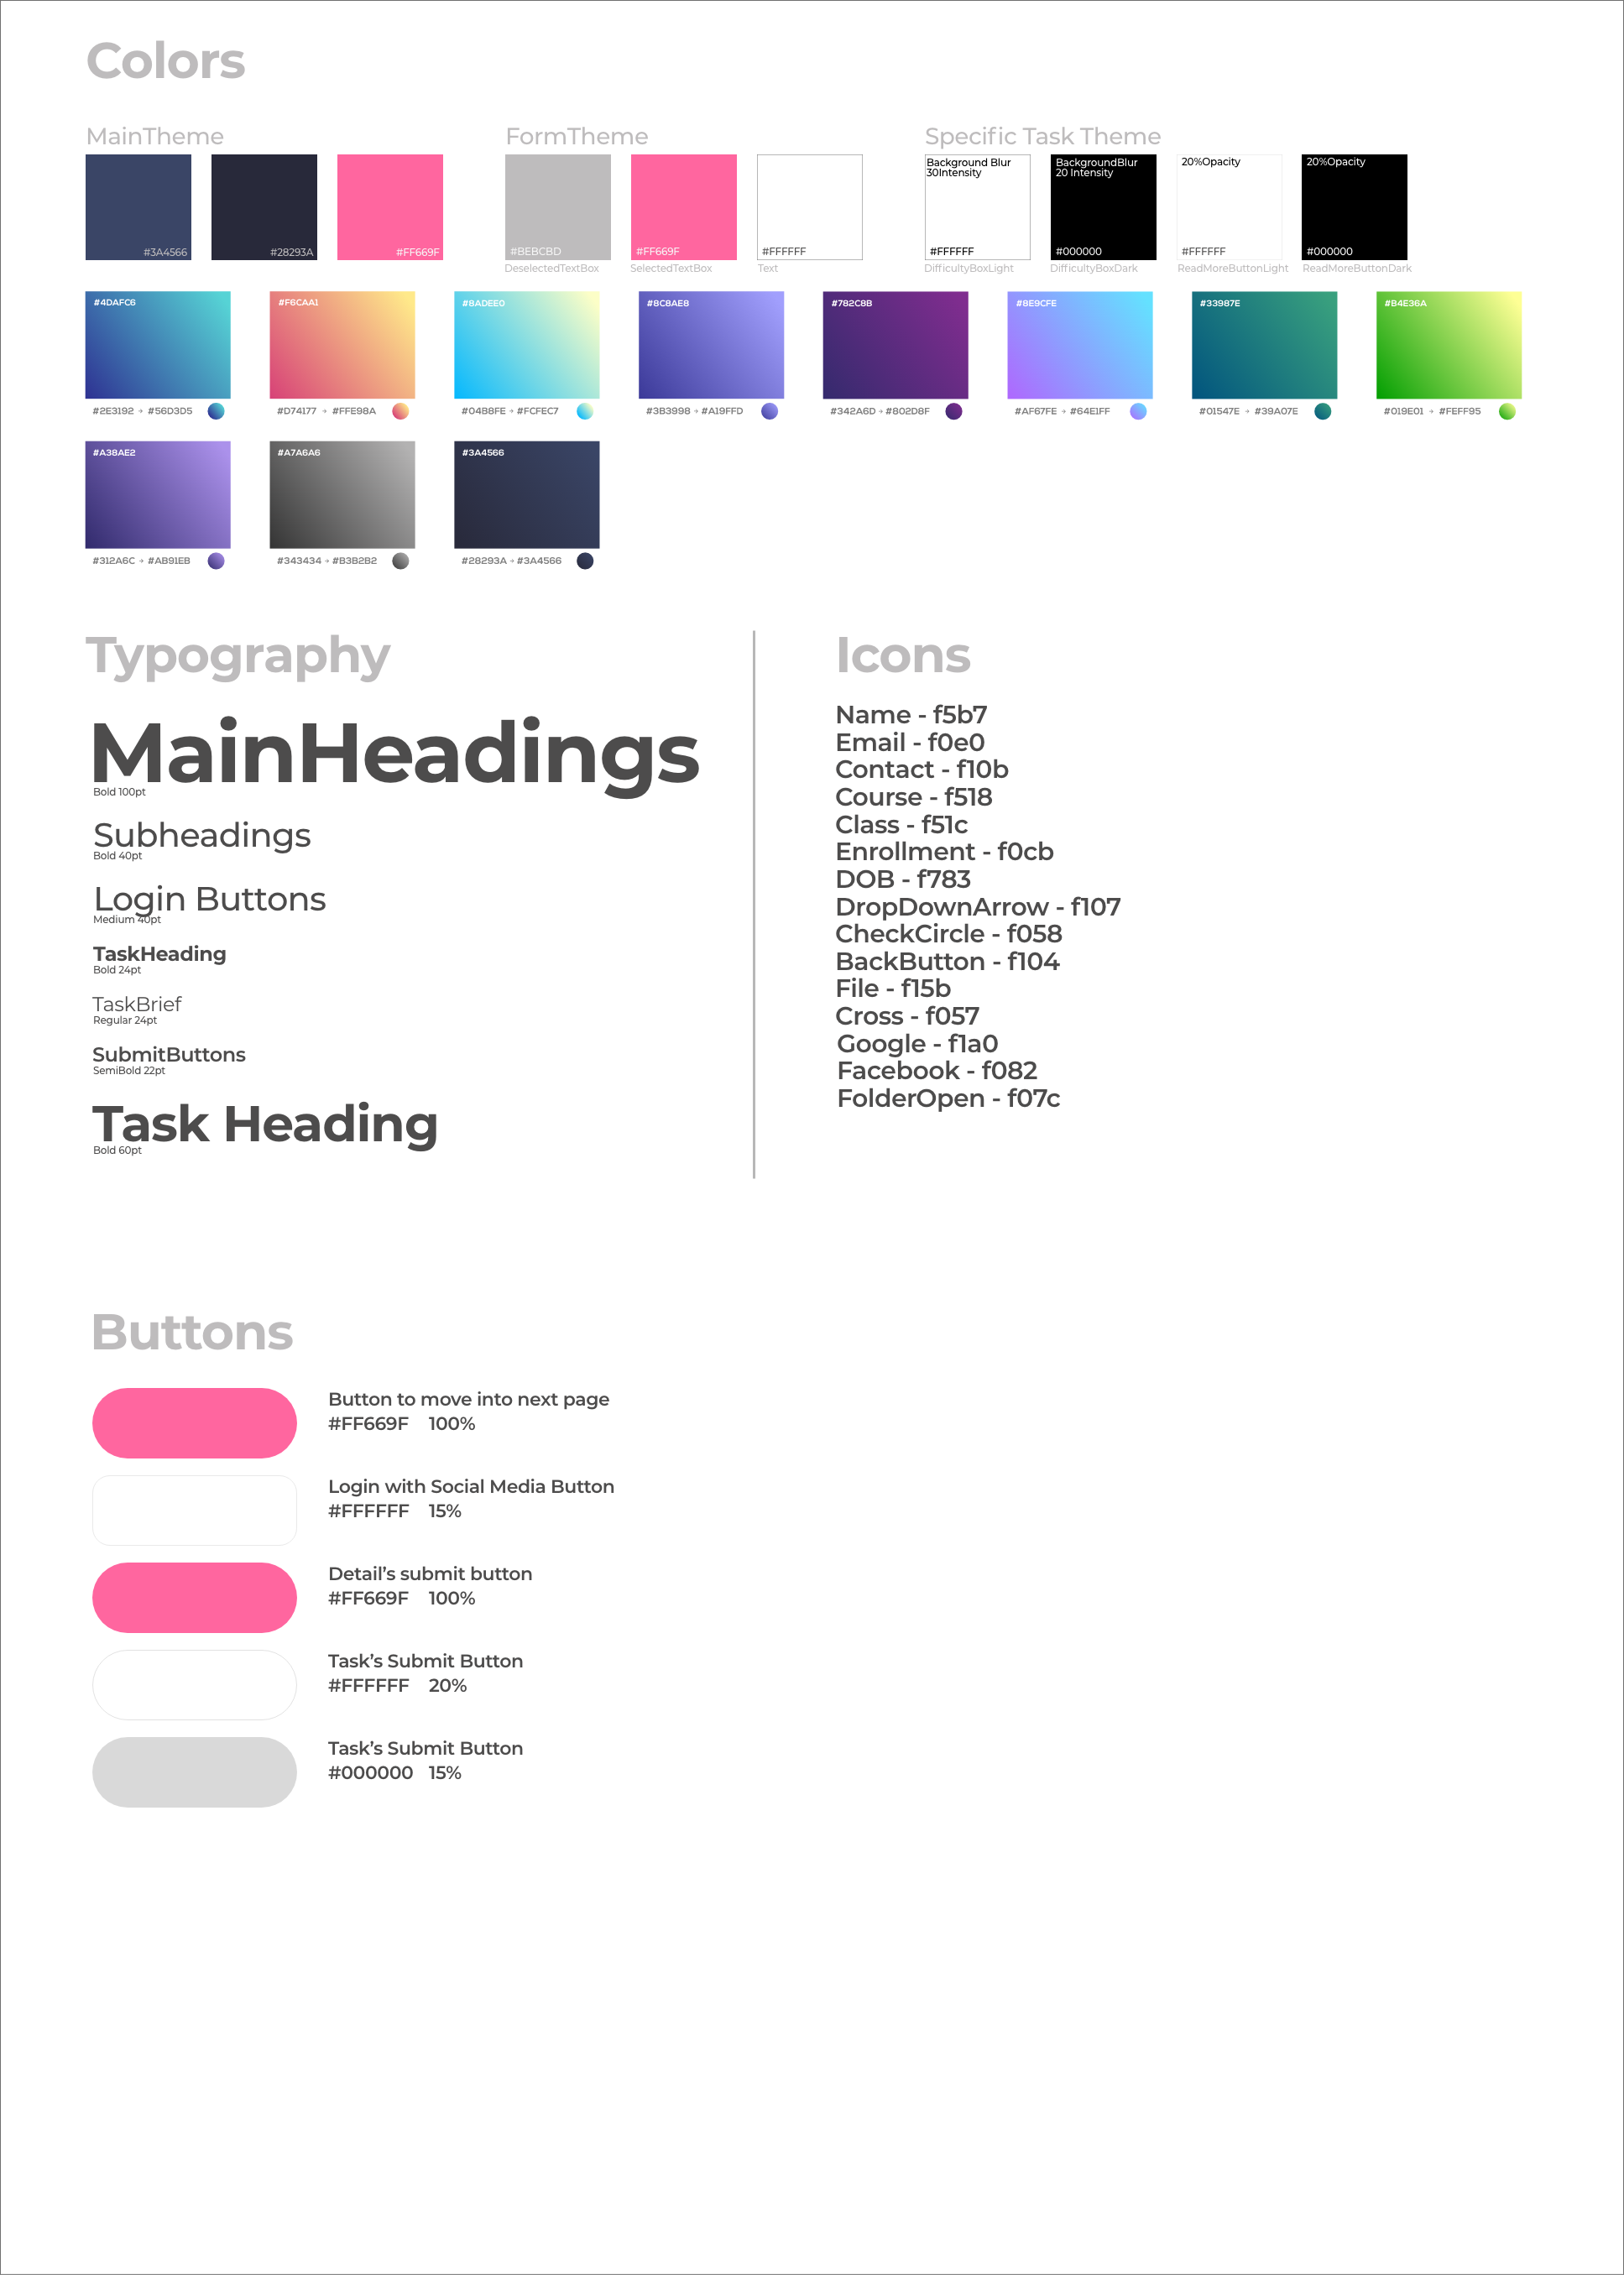 Colors
MainTheme
FormTheme
Specific Task Theme
#3A4566
#28293A
#FF669F
#BEBCBD
DeselectedTextBox
#FF669F
SelectedTextBox
#FFFFFF
Text
Background Blur
30Intensity
#FFFFFF
DifficultyBoxLight
BackgroundBlur
20 Intensity
#000000
DifficultyBoxDark
20%Opacity
#FFFFFF
ReadMoreButtonLight
20%Opacity
#000000
ReadMoreButtonDark
#4DAFC6
#2E3192 → #56D3D5
#F6CAA1
#D74177 → #FFE98A
#8ADEE0
#04B8FE → #FCFEC7
#8C8AE8
#3B3998 → #A19FFD
#782C8B
#342A6D → #802D8F
#8E9CFE
#AF67FE → #64E1FF
#33987E
#01547E → #39A07E
#B4E36A
#019E01 → #FEFF95
#A38AE2
#312A6C → #AB91EB
#A7A6A6
#343434 → #B3B2B2
#3A4566
#28293A → #3A4566
Typography
MainHeadings
Bold 100pt
Subheadings
Bold 40pt
Login Buttons
Medium 40pt
TaskHeading
Bold 24pt
TaskBrief
Regular 24pt
SubmitButtons
SemiBold 22pt
Task Heading
Bold 60pt
Icons
Name - f5b7
Email - f0e0
Contact - f10b
Course - f518
Class - f51c
Enrollment - f0cb
DOB - f783
DropDownArrow - f107
CheckCircle - f058
BackButton - f104
File - f15b
Cross - f057
Google - f1a0
Facebook - f082
FolderOpen - f07c
Buttons
Button to move into next page
#FF669F 100%
Login with Social Media Button
#FFFFFF 15%
Detail’s submit button
#FF669F 100%
Task’s Submit Button
#FFFFFF 20%
Task’s Submit Button
#000000 15%